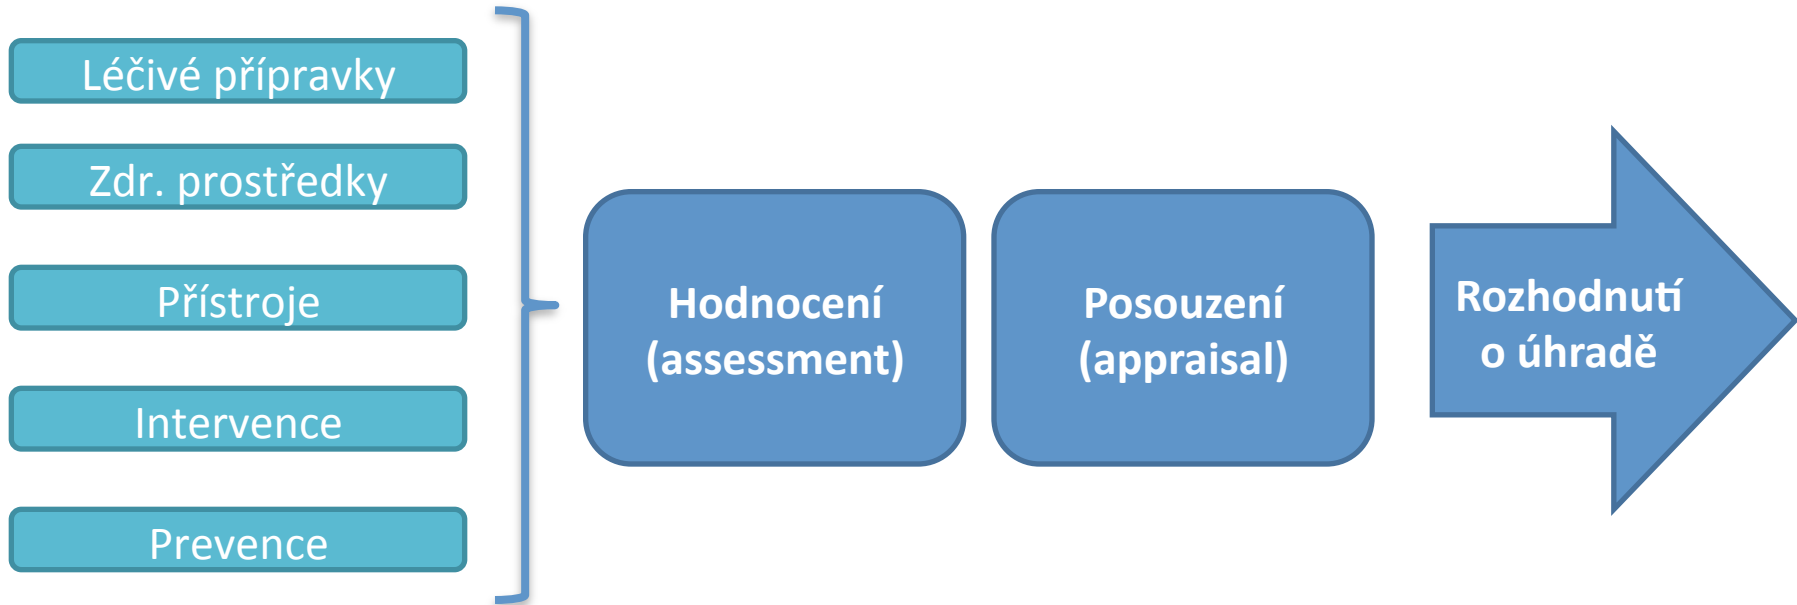 Léčivé přípravky
Zdr. prostředky
Přístroje
Intervence
Prevence
Hodnocení
(assessment)
Posouzení
(appraisal)
Rozhodnutí
o úhradě